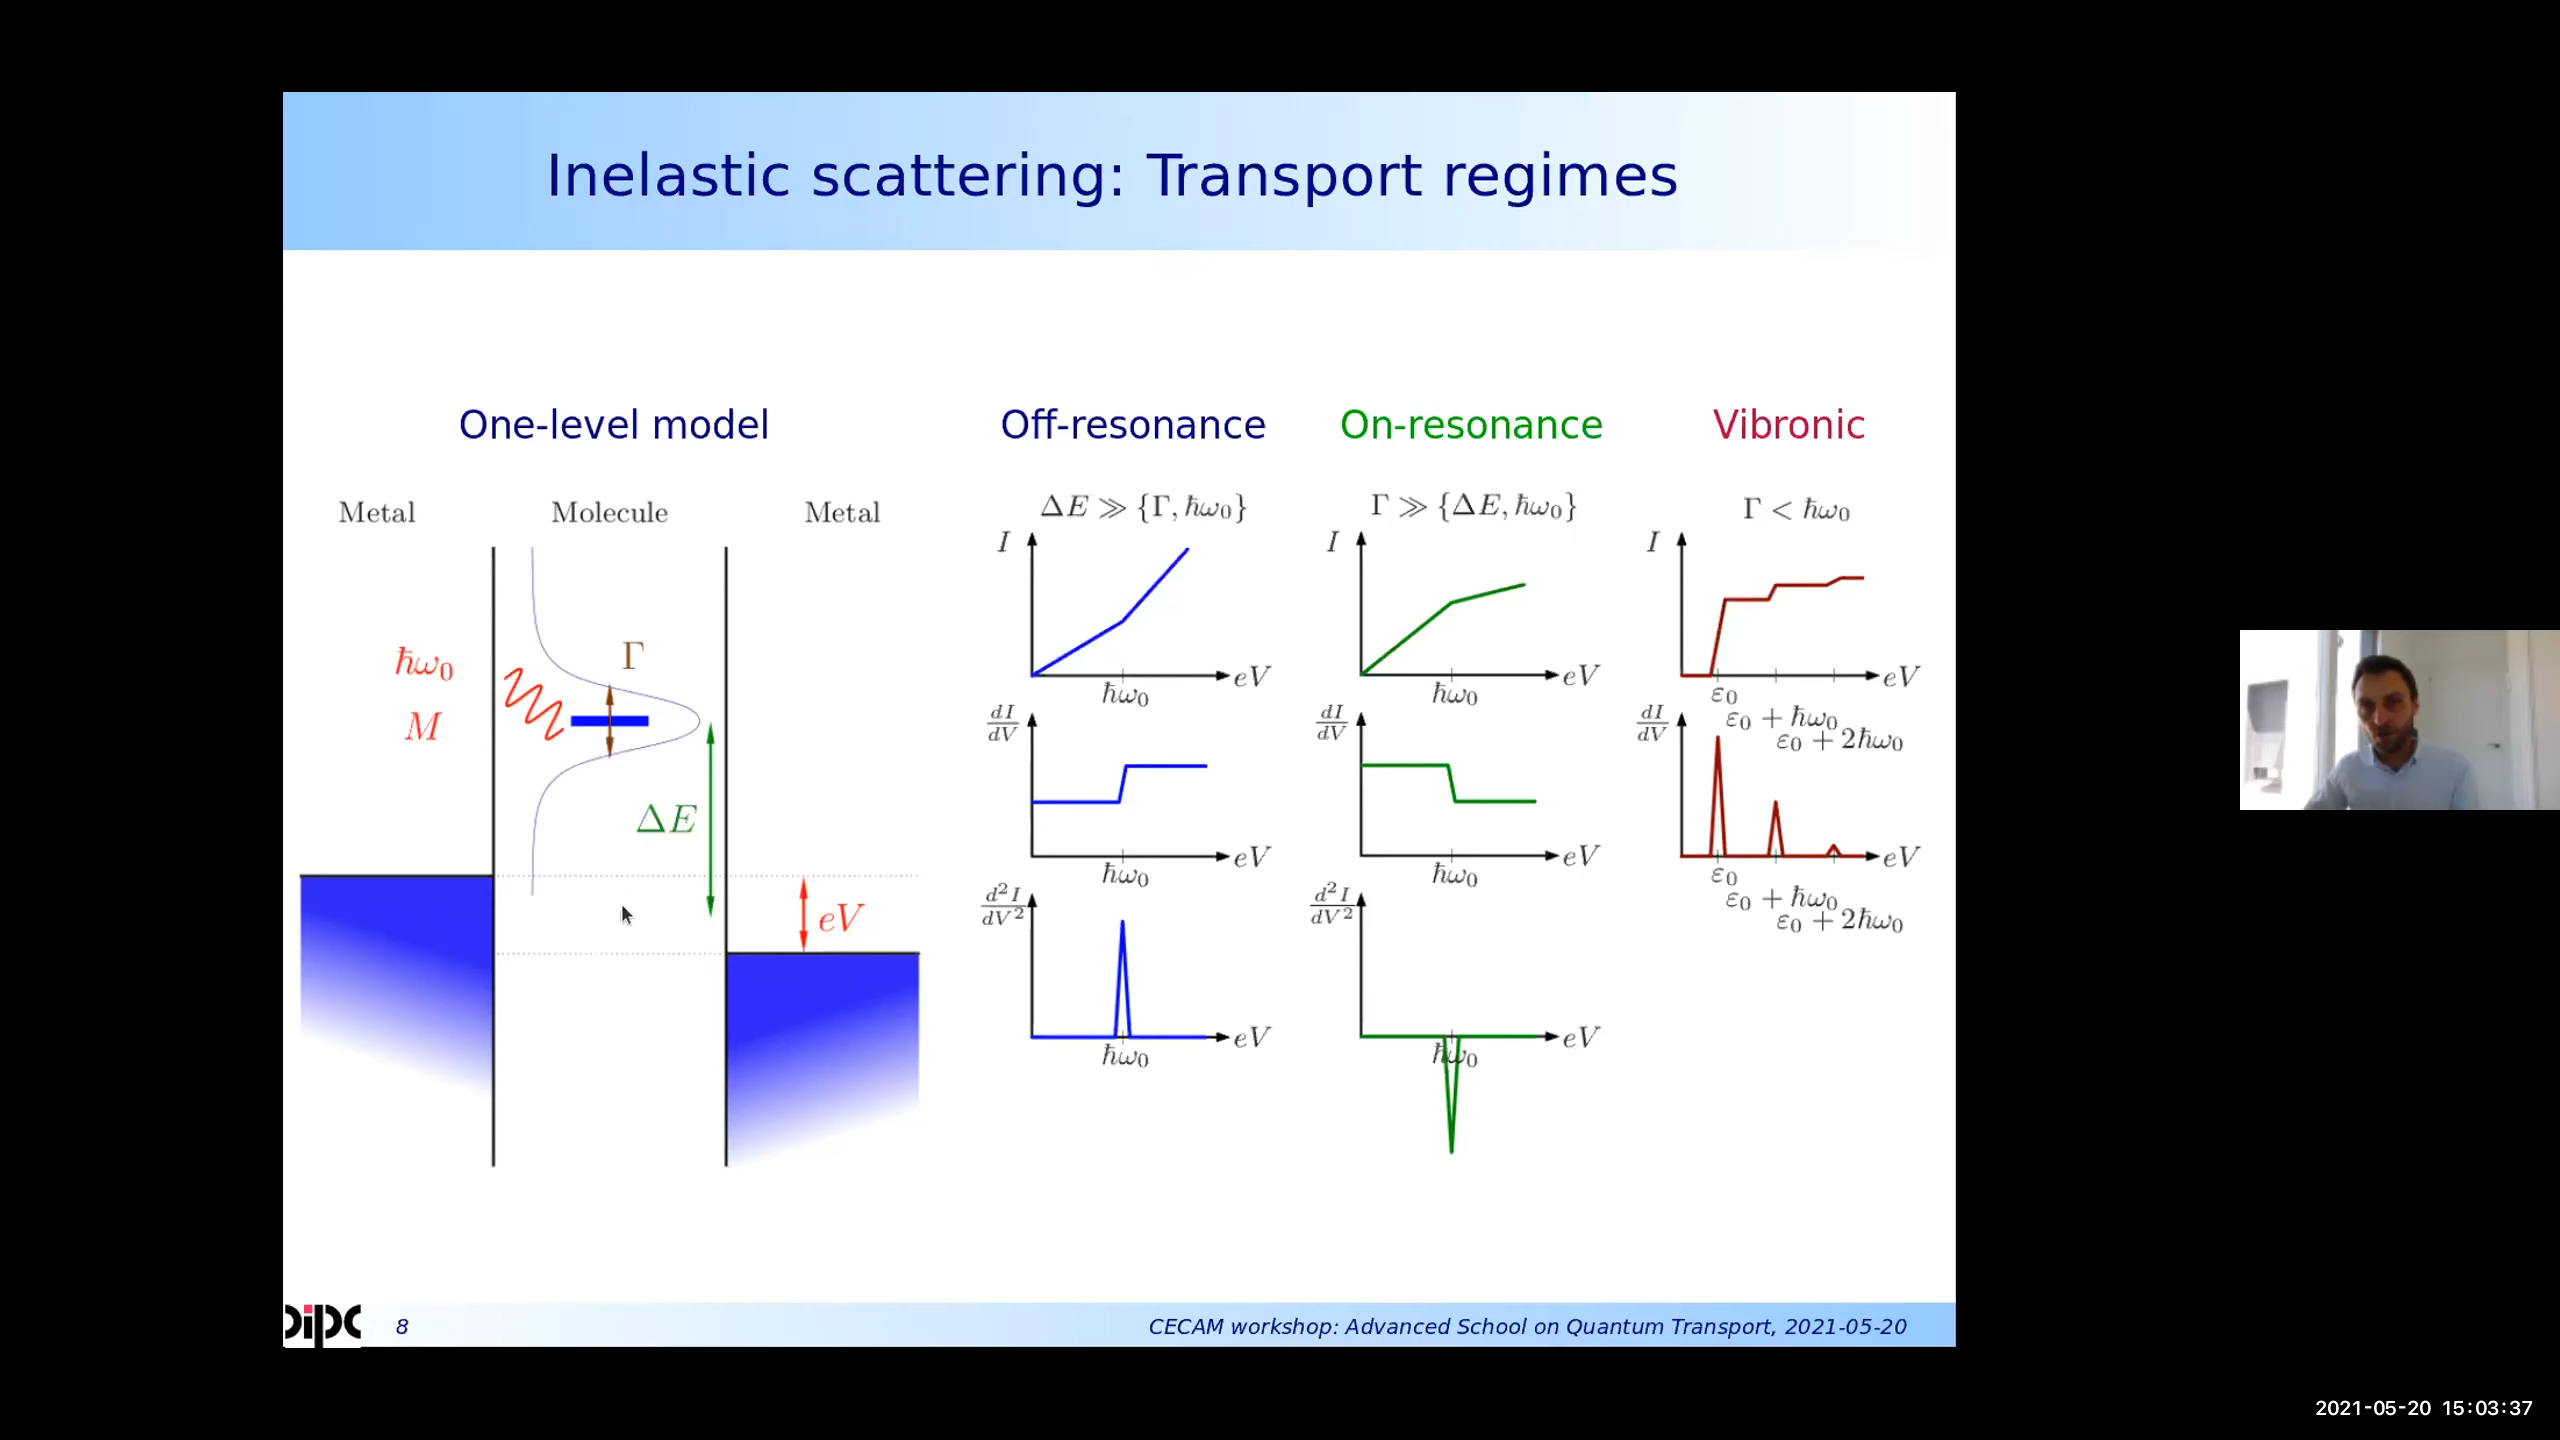 Inelastic scattering: Transport regimes
One-level model
Metal
Molecule
Metal
ħω₀
M
Γ
ΔE
eV
Off-resonance
ΔE ≫ {Γ, ħω₀}
I
eV
ħω₀
dI/dV
eV
ħω₀
d²I/dV²
eV
ħω₀
On-resonance
Γ ≫ {ΔE, ħω₀}
I
eV
ħω₀
dI/dV
eV
ħω₀
d²I/dV²
eV
ħω₀
Vibronic
Γ < ħω₀
I
eV
ε₀
ε₀ + ħω₀
ε₀ + 2ħω₀
dI/dV
eV
ε₀
ε₀ + ħω₀
ε₀ + 2ħω₀
dipc
8
CECAM workshop: Advanced School on Quantum Transport, 2021-05-20
2021-05-20 15:03:37